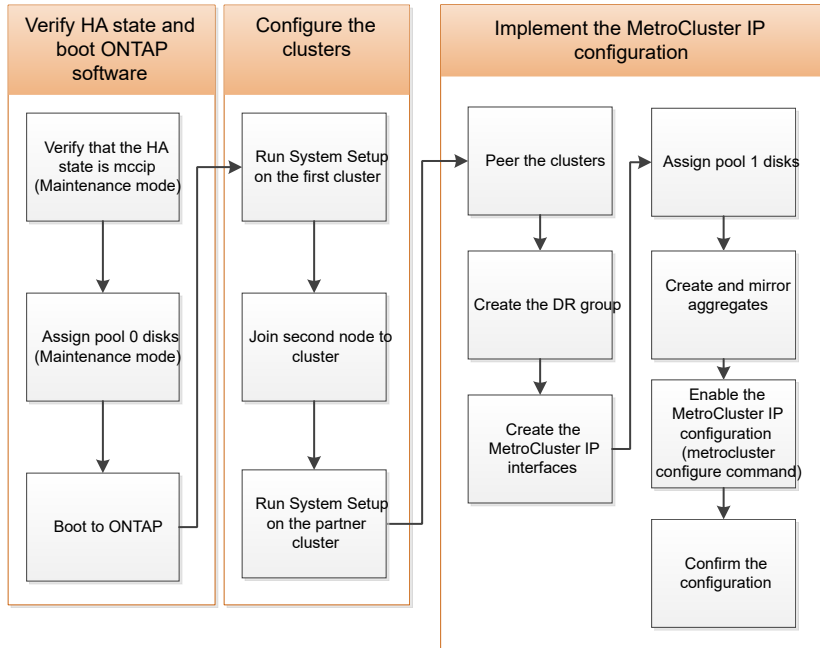 Verify HA state and
boot ONTAP
software
Verify that the HA
state is mccip
(Maintenance mode)
Assign pool 0 disks
(Maintenance mode)
Boot to ONTAP
Configure the
clusters
Run System Setup
on the first cluster
Join second node to
cluster
Run System Setup
on the partner
cluster
Implement the MetroCluster IP
configuration
Peer the clusters
Create the DR group
Create the
MetroCluster IP
interfaces
Assign pool 1 disks
Create and mirror
aggregates
Enable the
MetroCluster IP
configuration
(metrocluster
configure command)
Confirm the
configuration